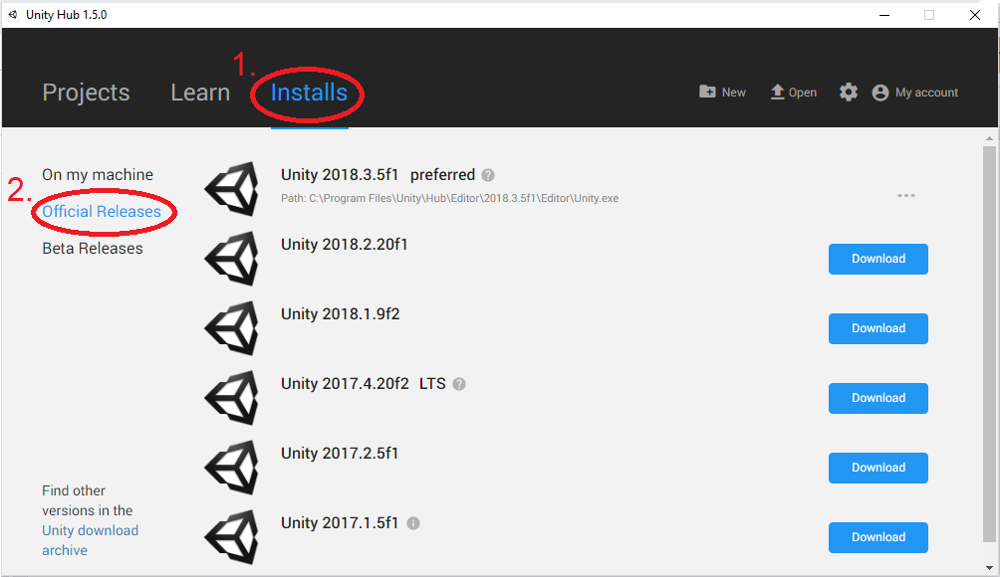 Unity Hub 1.5.0
1.
Projects Learn Installs New Open My account
2.
On my machine
Official Releases
Beta Releases
Unity 2018.3.5f1 preferred ?
Path: C:\Program Files\Unity\Hub\Editor\2018.3.5f1\Editor\Unity.exe
Unity 2018.2.20f1 Download
Unity 2018.1.9f2 Download
Unity 2017.4.20f2 LTS ? Download
Unity 2017.2.5f1 Download
Unity 2017.1.5f1 i Download
Find other
versions in the
Unity download
archive